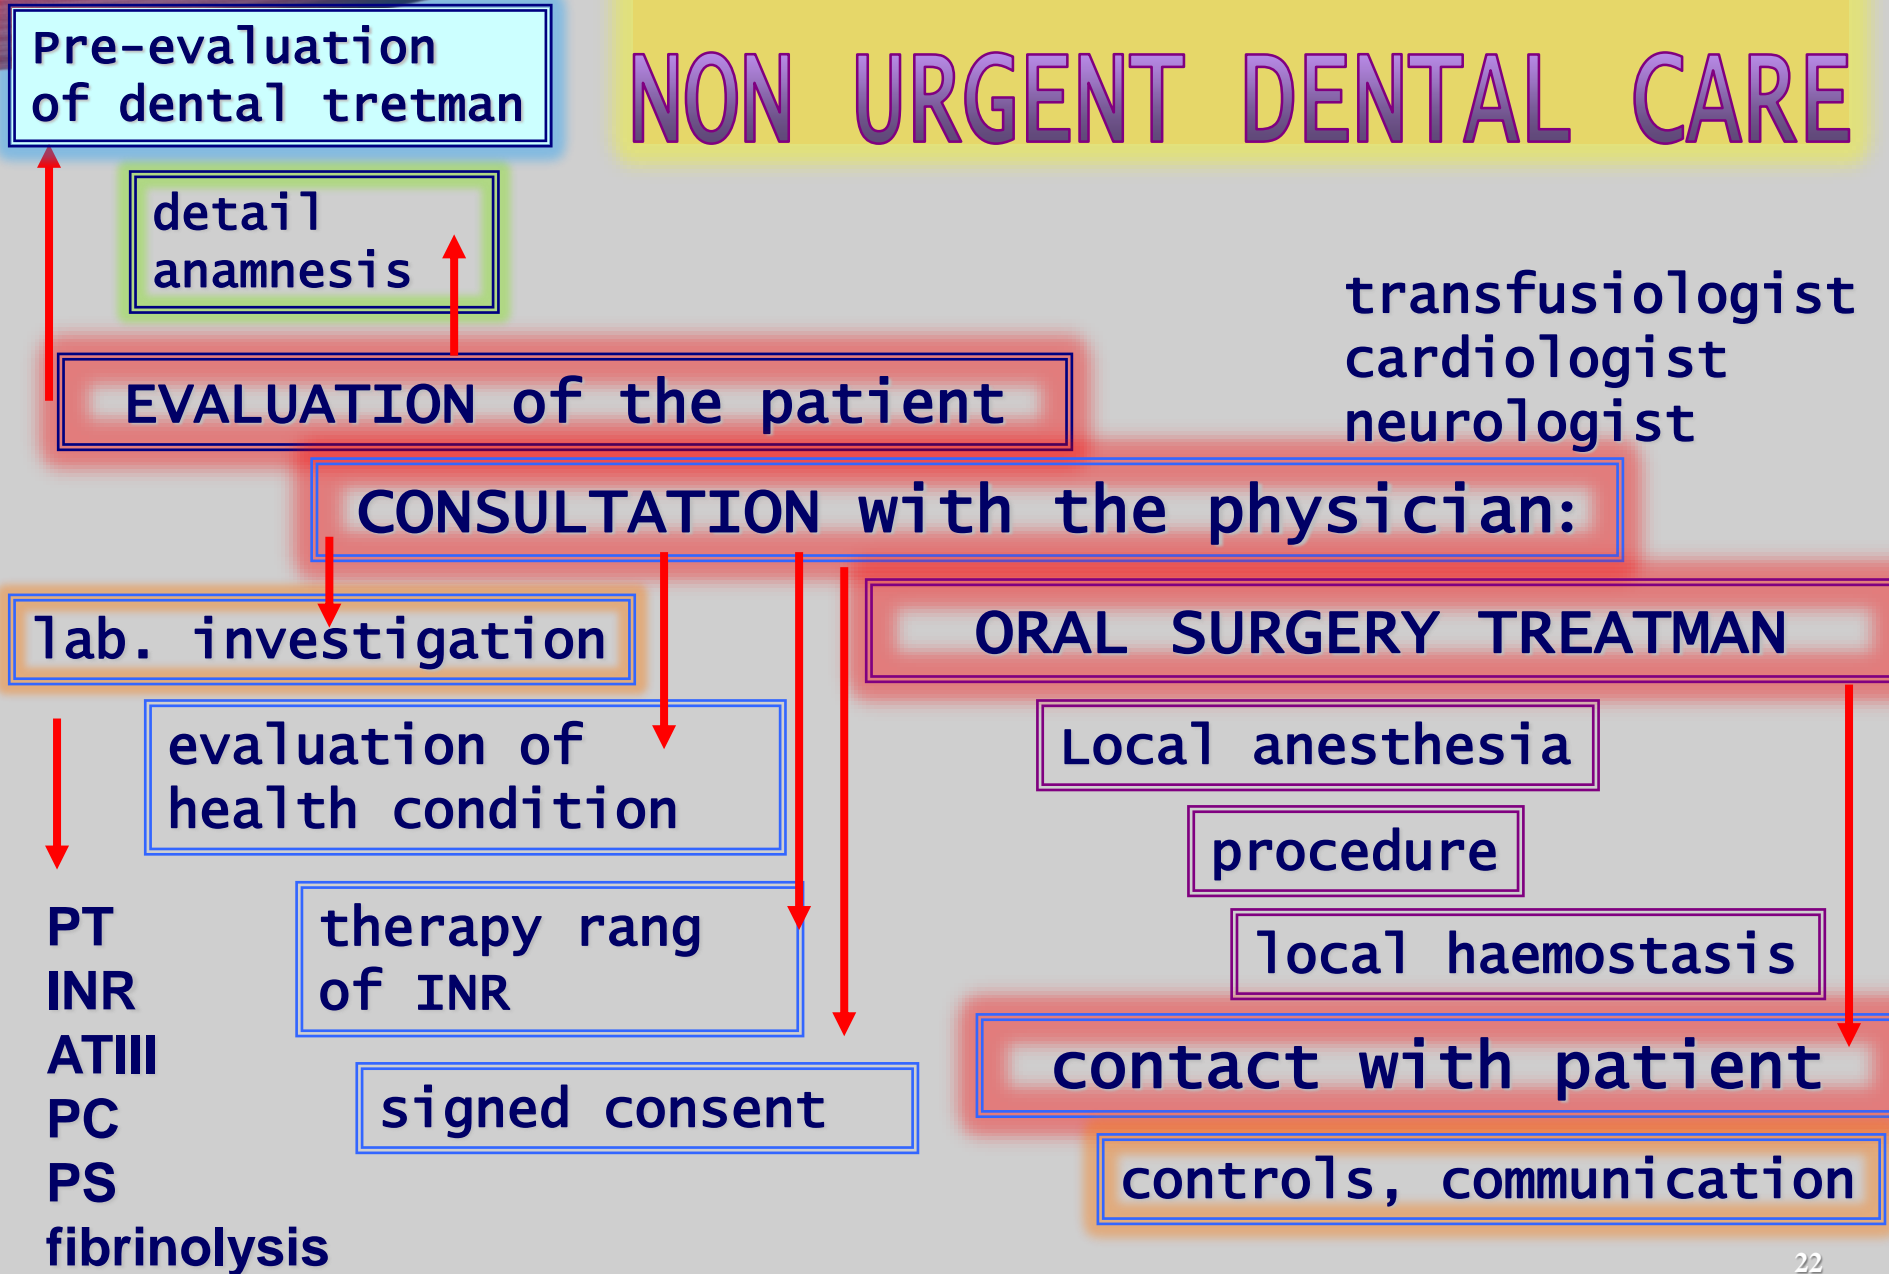 Pre-evaluation
of dental tretman
NON URGENT DENTAL CARE
detail
anamnesis
transfusiologist
cardiologist
neurologist
EVALUATION of the patient
CONSULTATION with the physician:
lab. investigation
evaluation of
health condition
therapy rang
of INR
signed consent
PT
INR
ATIII
PC
PS
fibrinolysis
ORAL SURGERY TREATMAN
Local anesthesia
procedure
local haemostasis
contact with patient
controls, communication
22